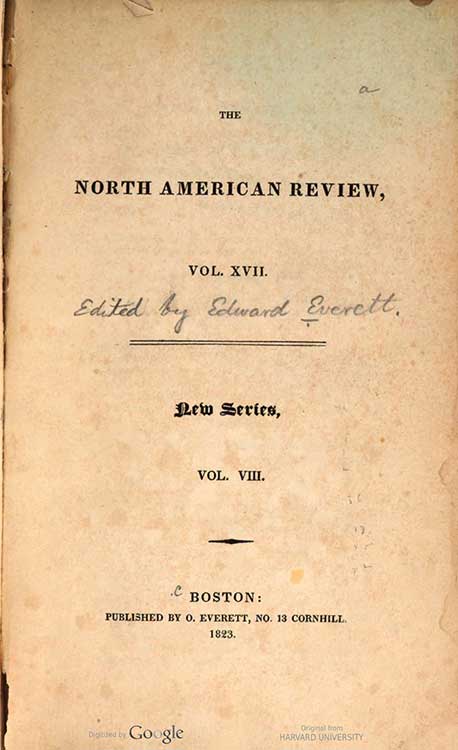 a
THE
NORTH AMERICAN REVIEW,
VOL. XVII.
Edited by Edward Everett.
New Series,
VOL. VIII.
c BOSTON:
PUBLISHED BY O. EVERETT, NO. 13 CORNHILL.
1823.
Digitized by Google
Original from
HARVARD UNIVERSITY